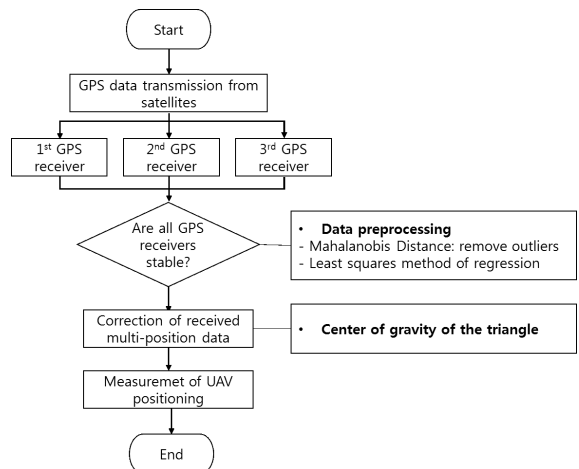 Start
GPS data transmission from
satellites
1st GPS
receiver
2nd GPS
receiver
3rd GPS
receiver
Are all GPS
receivers
stable?
• Data preprocessing
- Mahalanobis Distance: remove outliers
- Least squares method of regression
Correction of received
multi-position data
• Center of gravity of the triangle
Measuremet of UAV
positioning
End